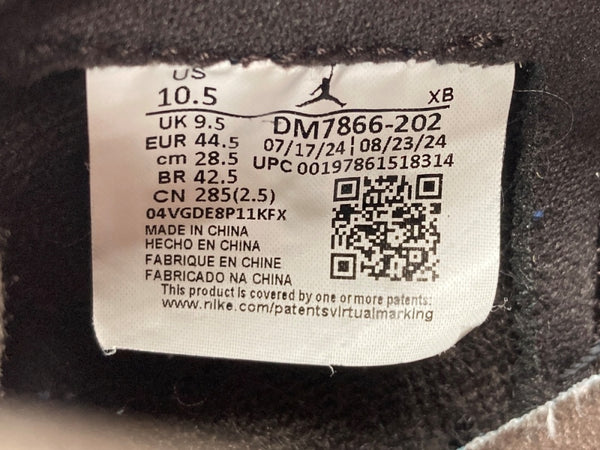 US
10.5
XB
UK 9.5
EUR 44.5
cm 28.5
BR 42.5
CN 285(2.5)
04VGDE8P11KFX
DM7866-202
07/17/24 08/23/24
UPC 00197861518314
MADE IN CHINA
HECHO EN CHINA
FABRIQUE EN CHINE
FABRICADO NA CHINA
This product is covered by one or more patents:
www.nike.com/patentsvirtualmarking